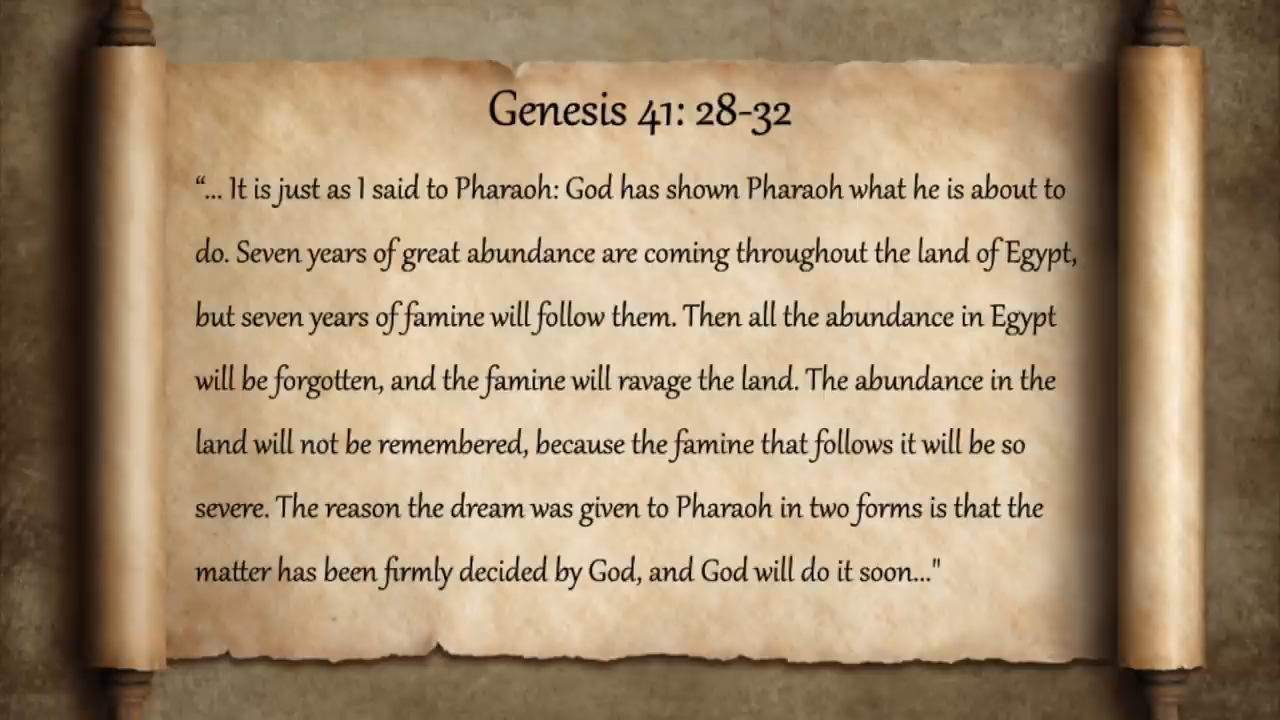 Genesis 41: 28-32
“... It is just as I said to Pharaoh: God has shown Pharaoh what he is about to
do. Seven years of great abundance are coming throughout the land of Egypt,
but seven years of famine will follow them. Then all the abundance in Egypt
will be forgotten, and the famine will ravage the land. The abundance in the
land will not be remembered, because the famine that follows it will be so
severe. The reason the dream was given to Pharaoh in two forms is that the
matter has been firmly decided by God, and God will do it soon..."